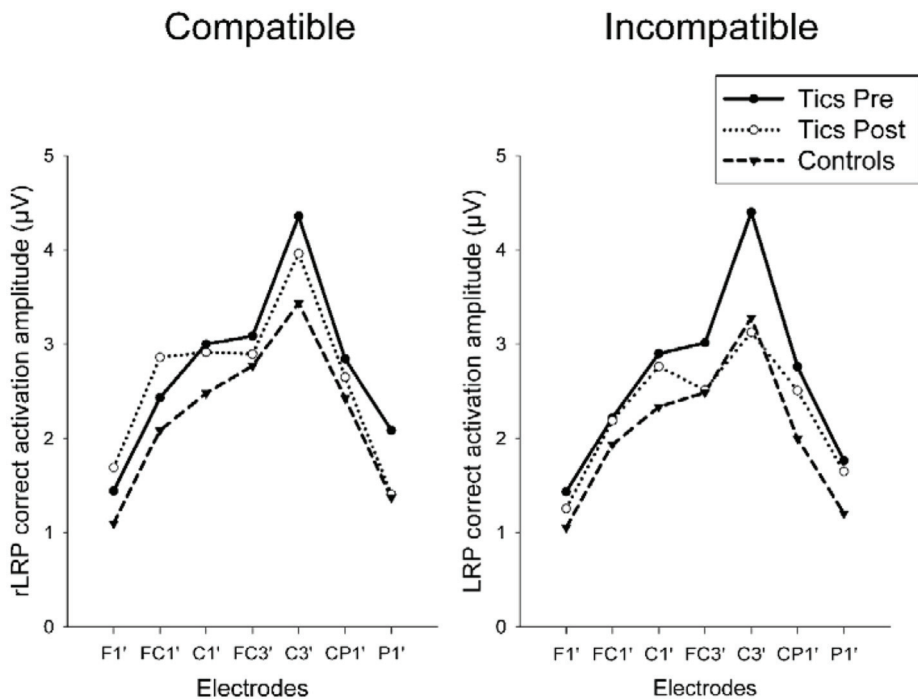 Compatible
Incompatible
Tics Pre
Tics Post
Controls
rLRP correct activation amplitude (µV)
5
4
3
2
1
0
F1' FC1' C1' FC3' C3' CP1' P1'
Electrodes
LRP correct activation amplitude (µV)
5
4
3
2
1
0
F1' FC1' C1' FC3' C3' CP1' P1'
Electrodes